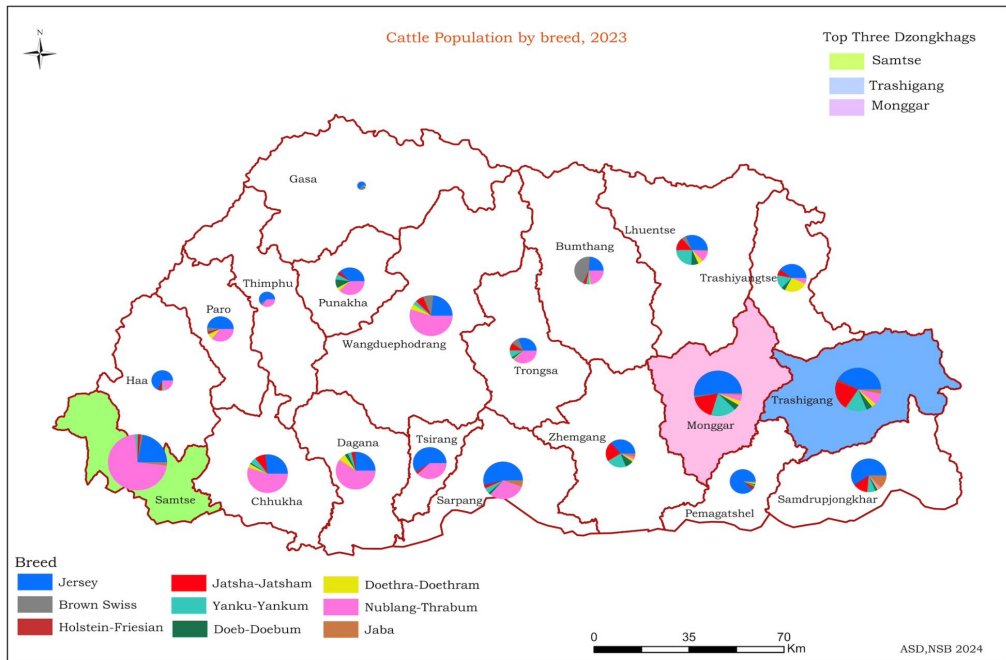 N
Cattle Population by breed, 2023
Top Three Dzongkhags
Samtse
Trashigang
Monggar
Gasa
Bumthang
Lhuentse
Trashiyangtse
Thimphu
Punakha
Paro
Wangduephodrang
Trongsa
Haa
Trashigang
Monggar
Dagana
Tsirang
Zhemgang
Samtse
Chhukha
Sarpang
Pemagatshel
Samdrupjongkhar
Breed
Jersey
Brown Swiss
Holstein-Friesian
Jatsha-Jatsham
Yanku-Yankum
Doeb-Doebum
Doethra-Doethram
Nublang-Thrabum
Jaba
0 35 70
Km
ASD,NSB 2024